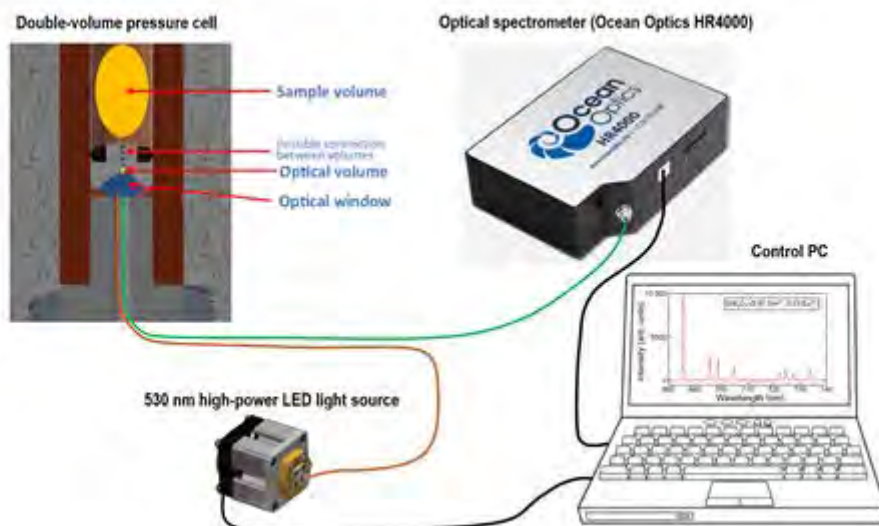 Double-volume pressure cell
Optical spectrometer (Ocean Optics HR4000)
Sample volume
connection
between volumes
Optical volume
Optical window
Ocean
Optics
HR4000
Control PC
Intensity (arb. units)
Wavelength (nm)
530 nm high-power LED light source